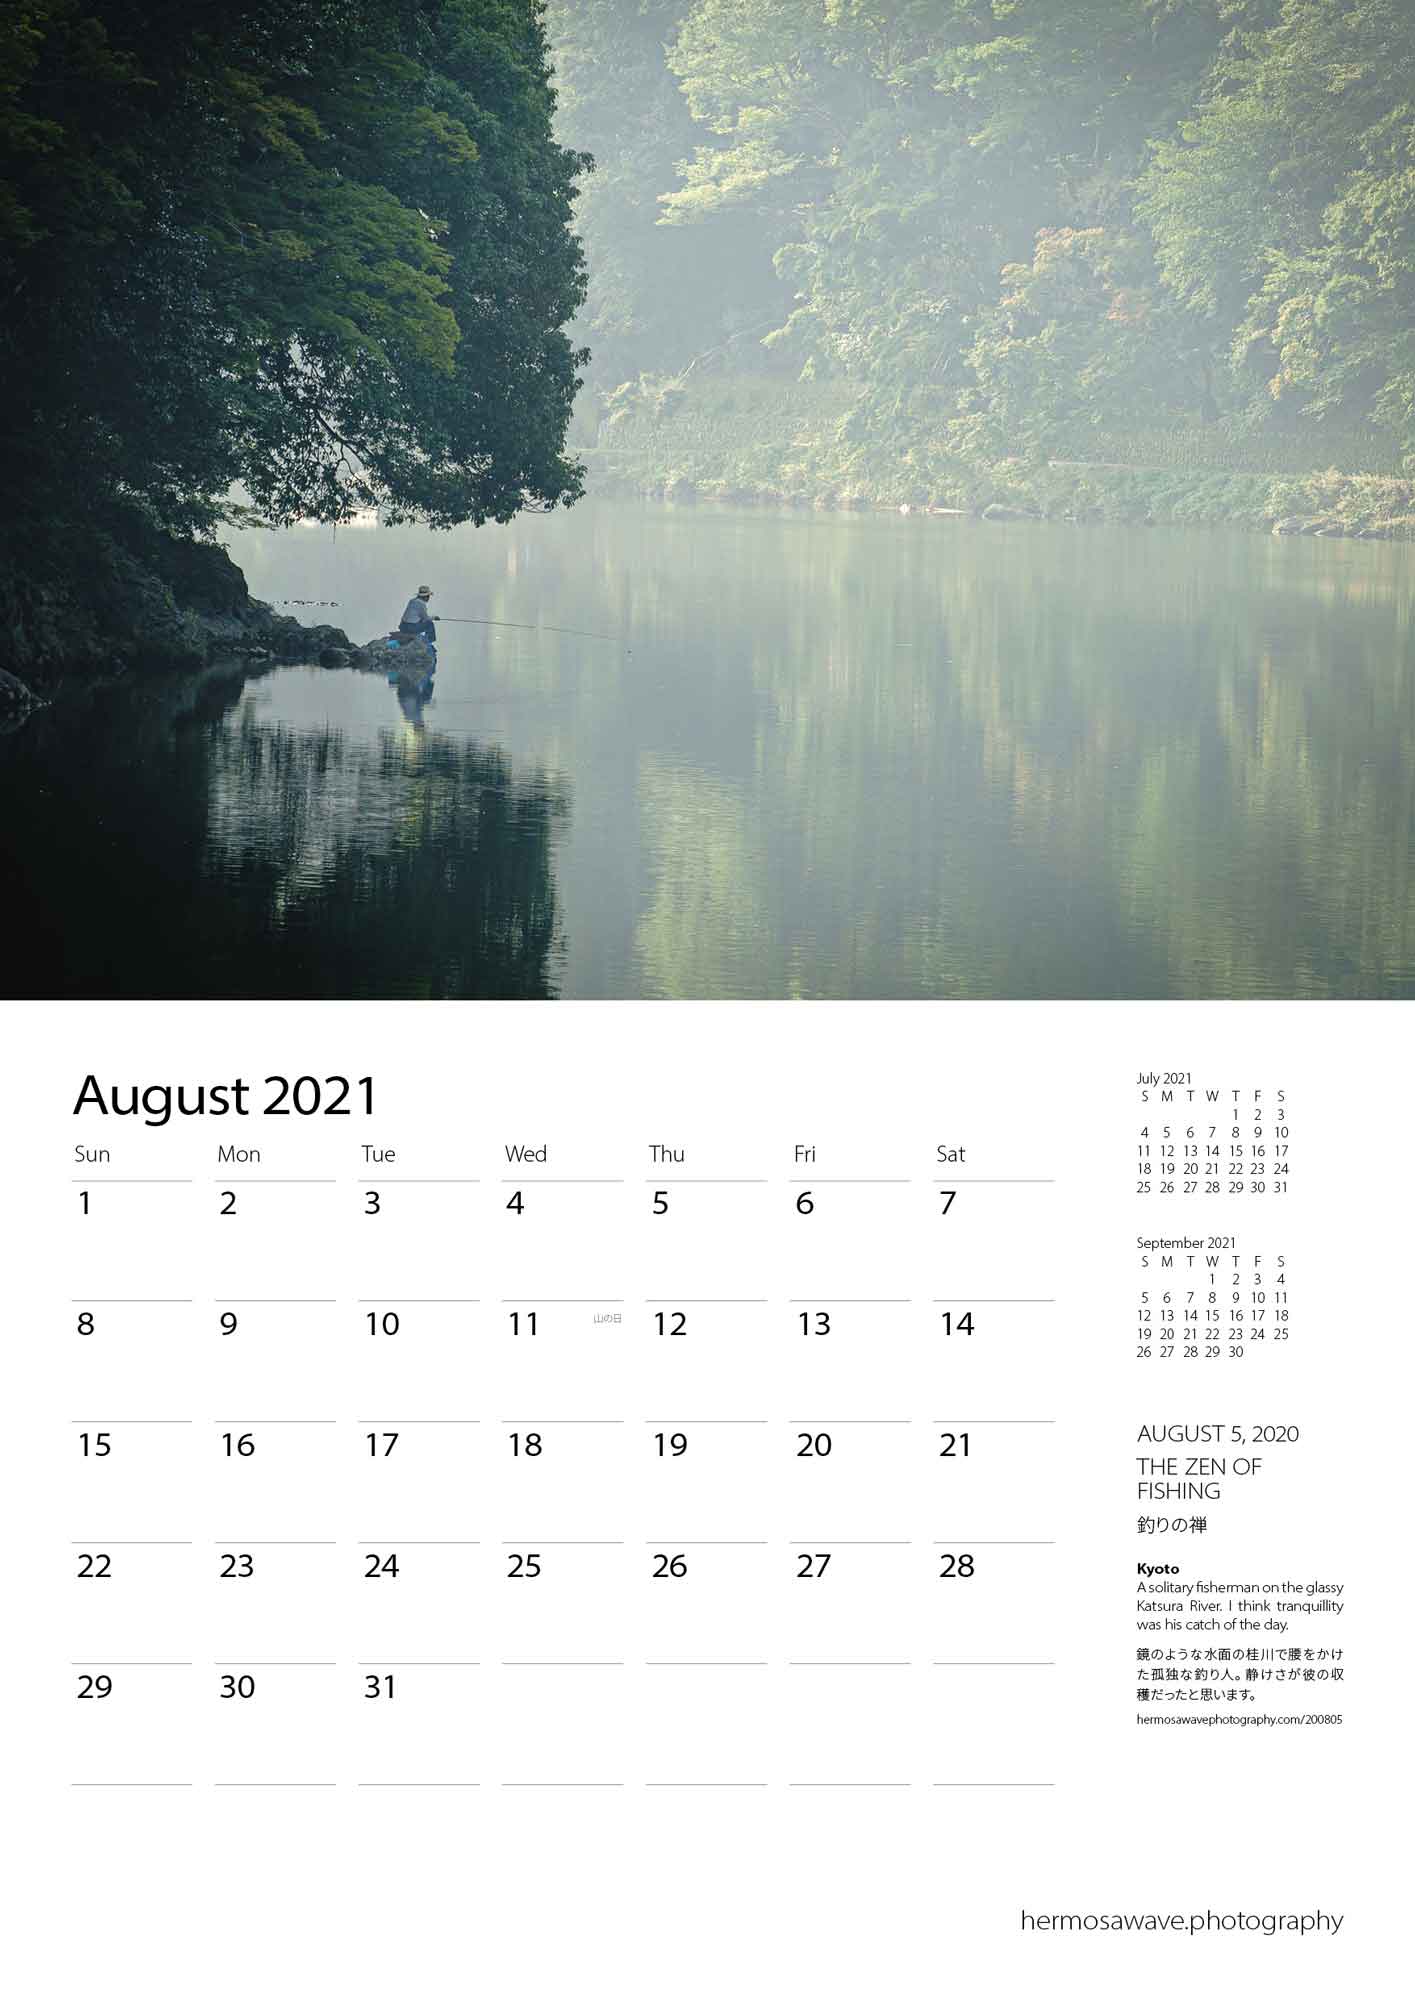 August 2021
Sun Mon Tue Wed Thu Fri Sat
1 2 3 4 5 6 7
8 9 10 11 山の日 12 13 14
15 16 17 18 19 20 21
22 23 24 25 26 27 28
29 30 31
July 2021
S M T W T F S
1 2 3
4 5 6 7 8 9 10
11 12 13 14 15 16 17
18 19 20 21 22 23 24
25 26 27 28 29 30 31
September 2021
S M T W T F S
1 2 3 4
5 6 7 8 9 10 11
12 13 14 15 16 17 18
19 20 21 22 23 24 25
26 27 28 29 30
AUGUST 5, 2020
THE ZEN OF
FISHING
釣りの禅
Kyoto
A solitary fisherman on the glassy
Katsura River. I think tranquillity
was his catch of the day.
鏡のような水面の桂川で腰をかけ
た孤独な釣り人。静けさが彼の収
穫だったと思います。
hermosawavephotography.com/200805
hermosawave.photography